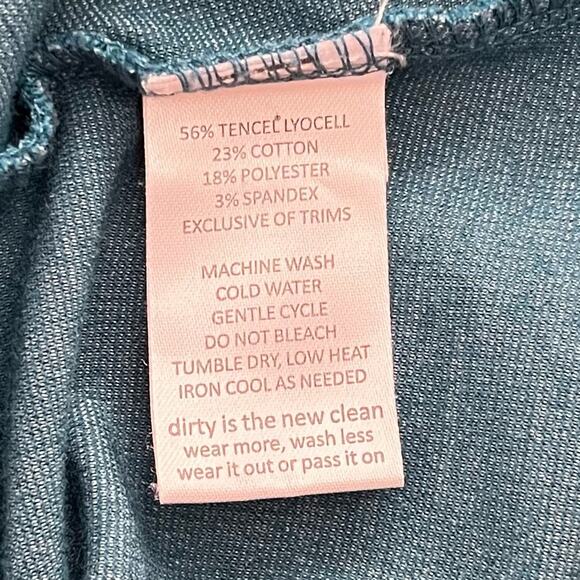 56% TENCEL LYOCELL
23% COTTON
18% POLYESTER
3% SPANDEX
EXCLUSIVE OF TRIMS
MACHINE WASH
COLD WATER
GENTLE CYCLE
DO NOT BLEACH
TUMBLE DRY, LOW HEAT
IRON COOL AS NEEDED
dirty is the new clean
wear more, wash less
wear it out or pass it on